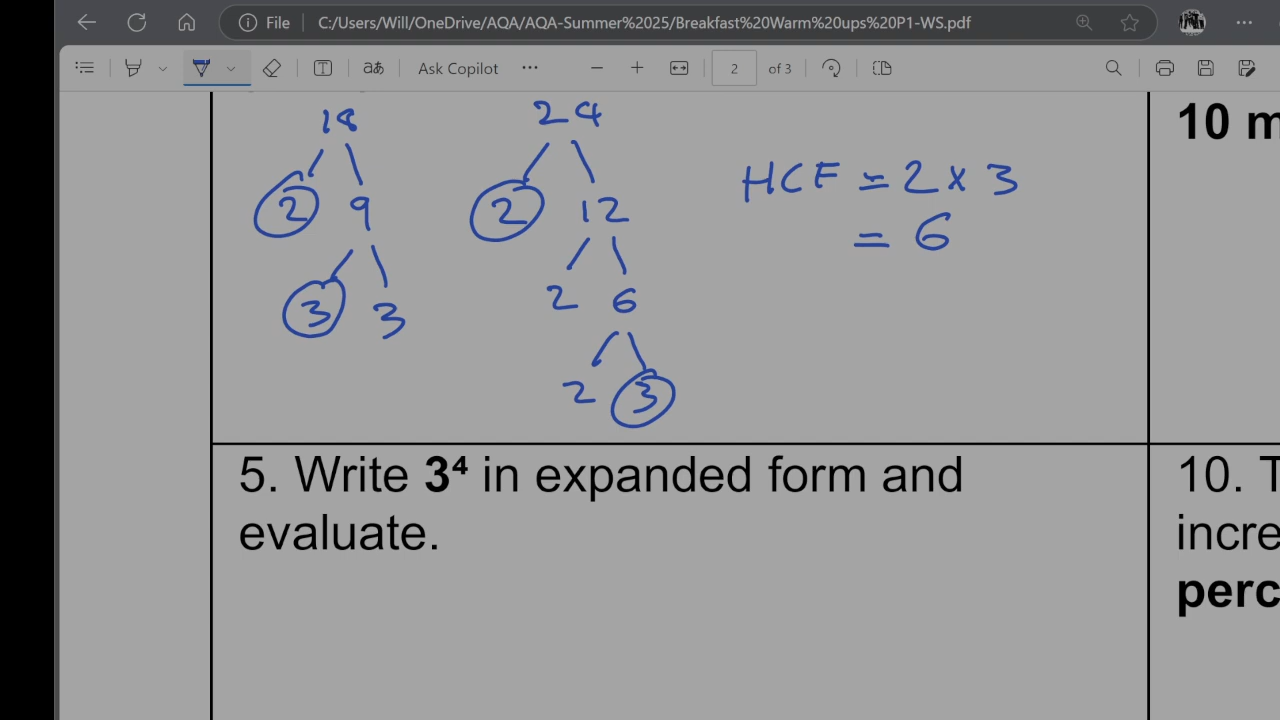 File C:/Users/Will/OneDrive/AQA/AQA-Summer%2025/Breakfast%20Warm%20ups%20P1-WS.pdf
aあ Ask Copilot 2 of 3
18 24
10 m
HCF = 2 × 3
2 9 2 12
= 6
2 6
3 3
2 3
5. Write 3⁴ in expanded form and
evaluate.
10. T
incre
perc